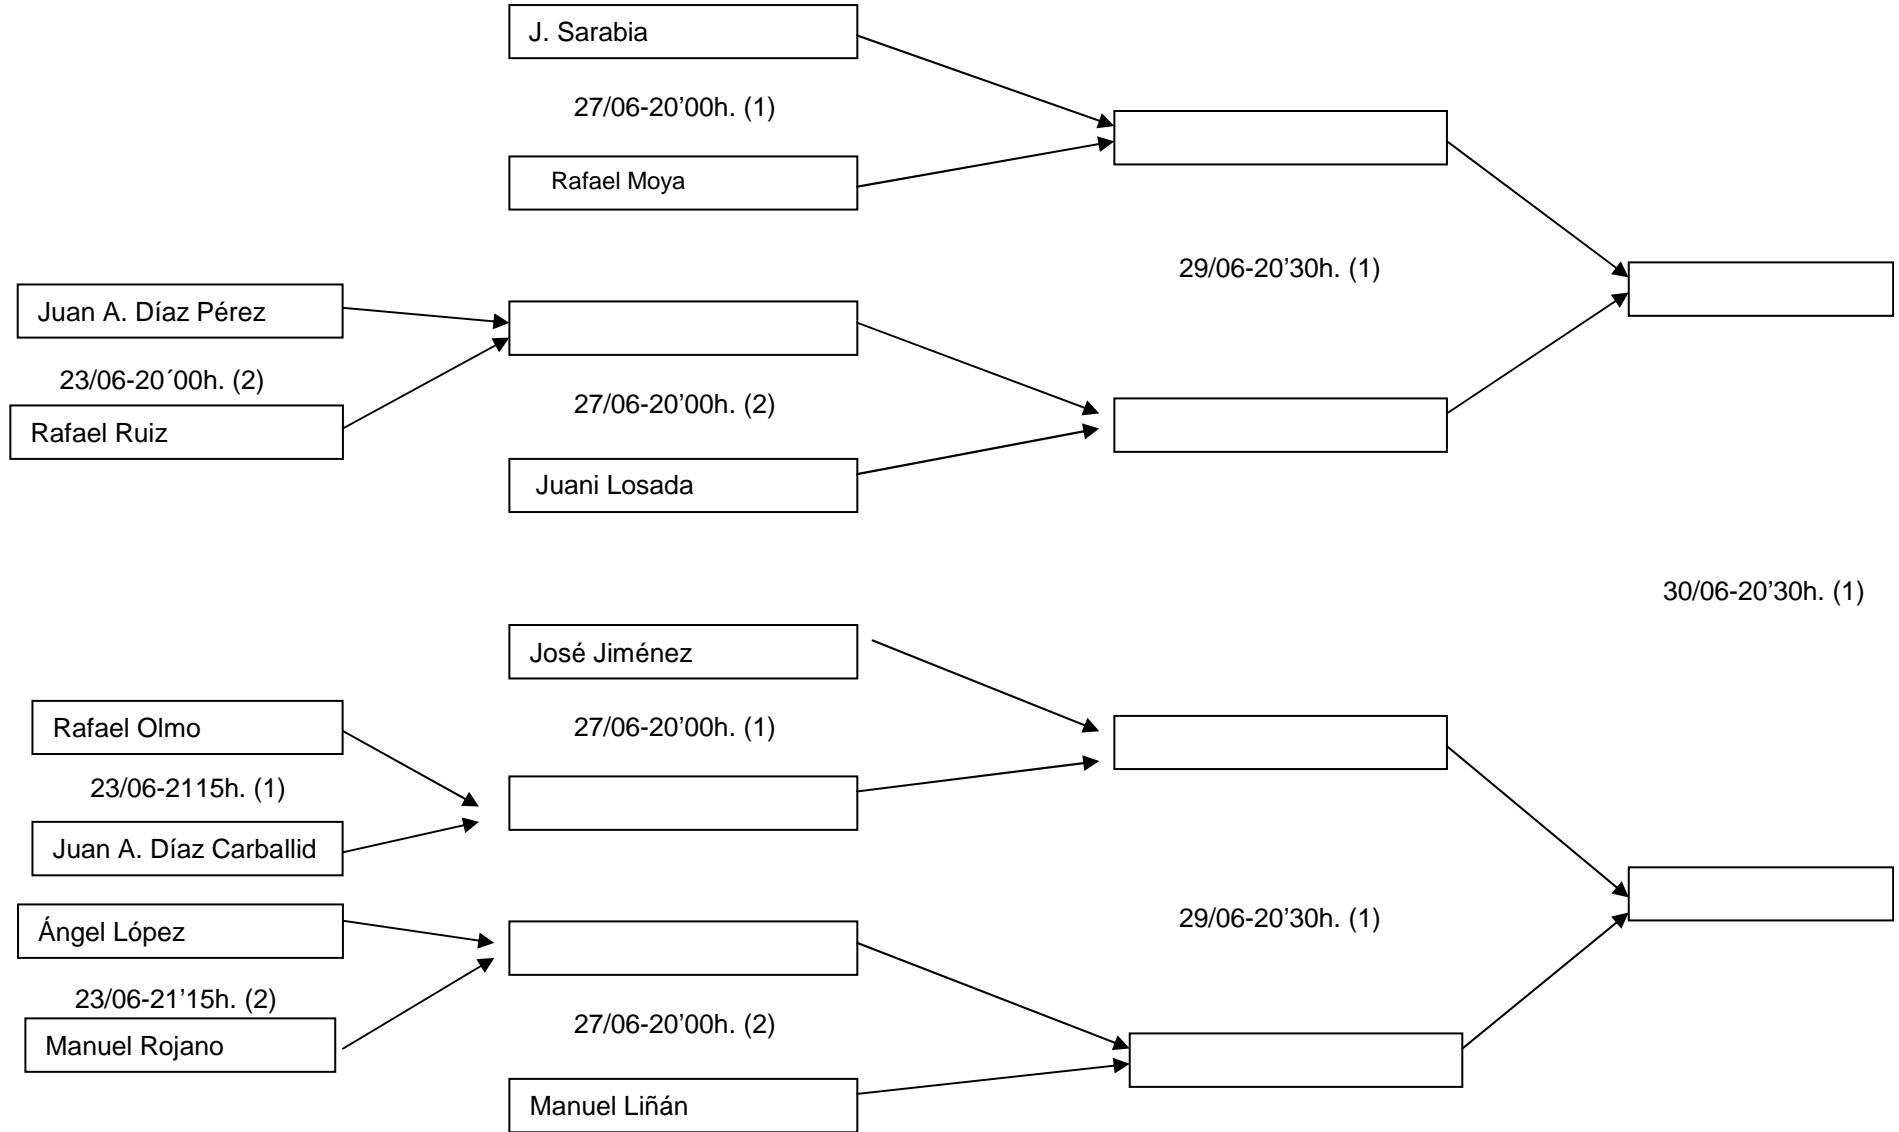 J. Sarabia
27/06-20’00h. (1)
Rafael Moya
29/06-20’30h. (1)
Juan A. Díaz Pérez
23/06-20´00h. (2)
27/06-20’00h. (2)
Rafael Ruiz
Juani Losada
30/06-20’30h. (1)
José Jiménez
Rafael Olmo
27/06-20’00h. (1)
23/06-2115h. (1)
Juan A. Díaz Carballid
Ángel López
29/06-20’30h. (1)
23/06-21’15h. (2)
27/06-20’00h. (2)
Manuel Rojano
Manuel Liñán